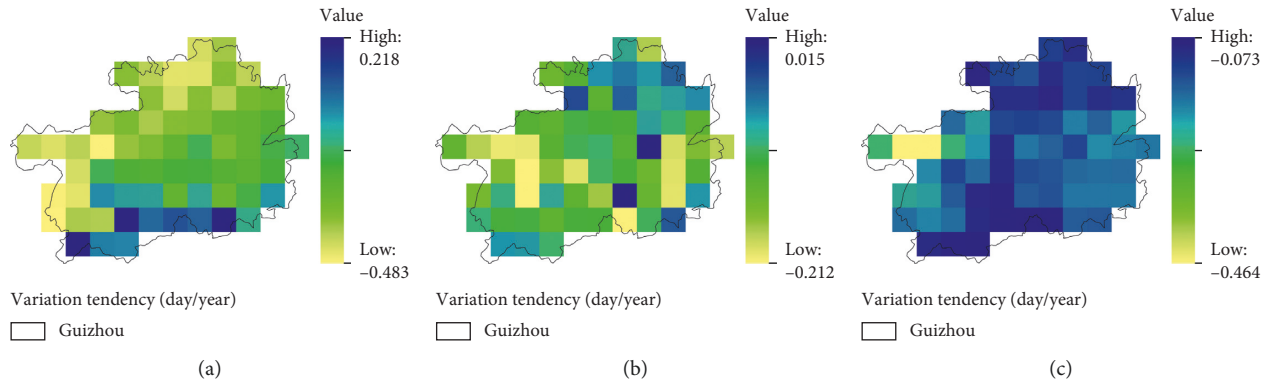 Value
High:
0.218
Low:
–0.483
Variation tendency (day/year)
Guizhou
(a)
Value
High:
0.015
Low:
–0.212
Variation tendency (day/year)
Guizhou
(b)
Value
High:
–0.073
Low:
–0.464
Variation tendency (day/year)
Guizhou
(c)